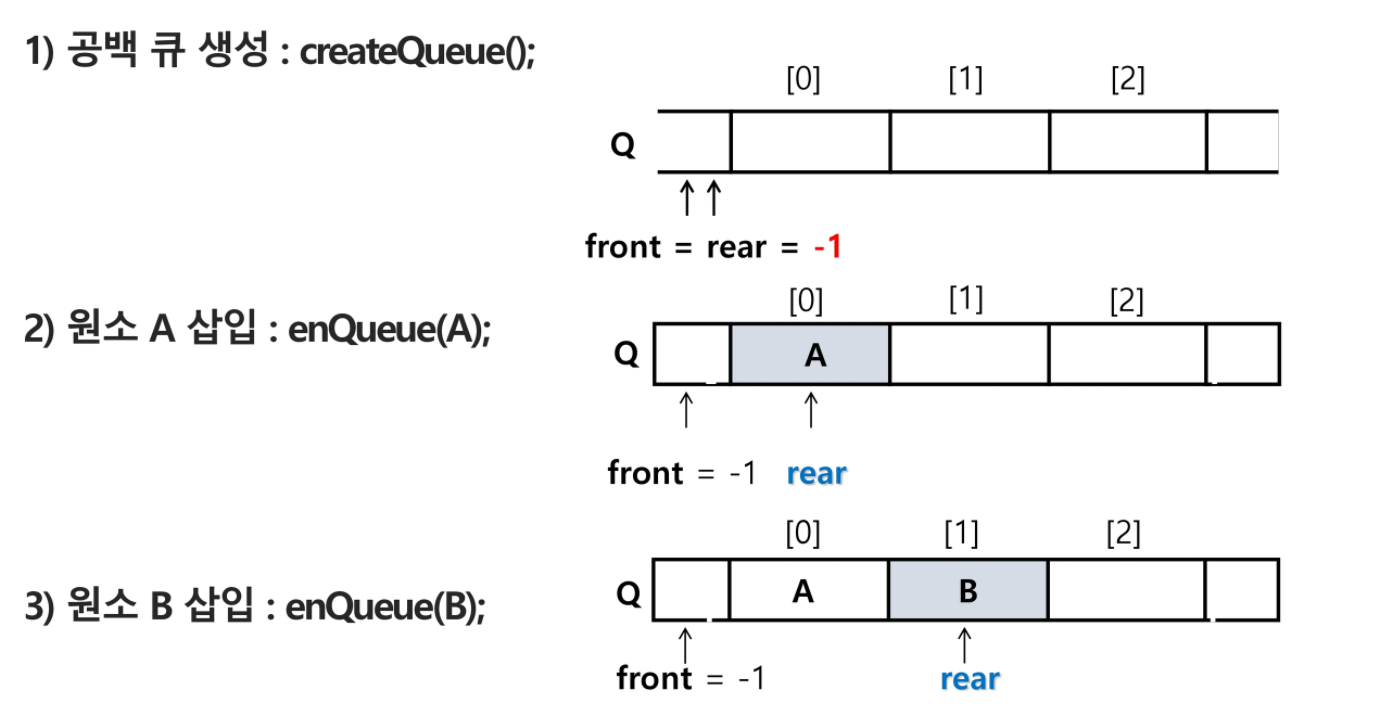 1) 공백 큐 생성 : createQueue();
[0] [1] [2]
Q
front = rear = -1
2) 원소 A 삽입 : enQueue(A);
[0] [1] [2]
Q A
front = -1 rear
3) 원소 B 삽입 : enQueue(B);
[0] [1] [2]
Q A B
front = -1 rear